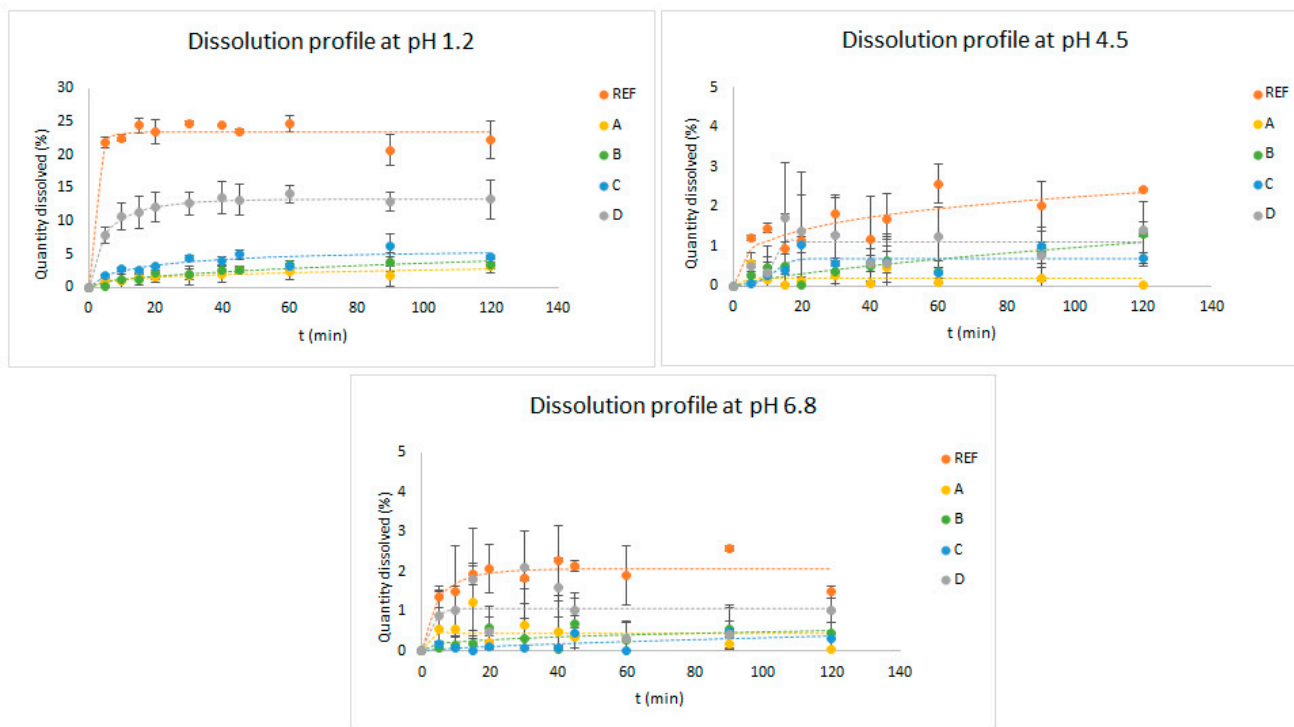 Dissolution profile at pH 1.2
Quantity dissolved (%)
30
25
20
15
10
5
0
0 20 40 60 80 100 120 140
t (min)
REF
A
B
C
D
Dissolution profile at pH 4.5
Quantity dissolved (%)
5
4
3
2
1
0
0 20 40 60 80 100 120 140
t (min)
REF
A
B
C
D
Dissolution profile at pH 6.8
Quantity dissolved (%)
5
4
3
2
1
0
0 20 40 60 80 100 120 140
t (min)
REF
A
B
C
D